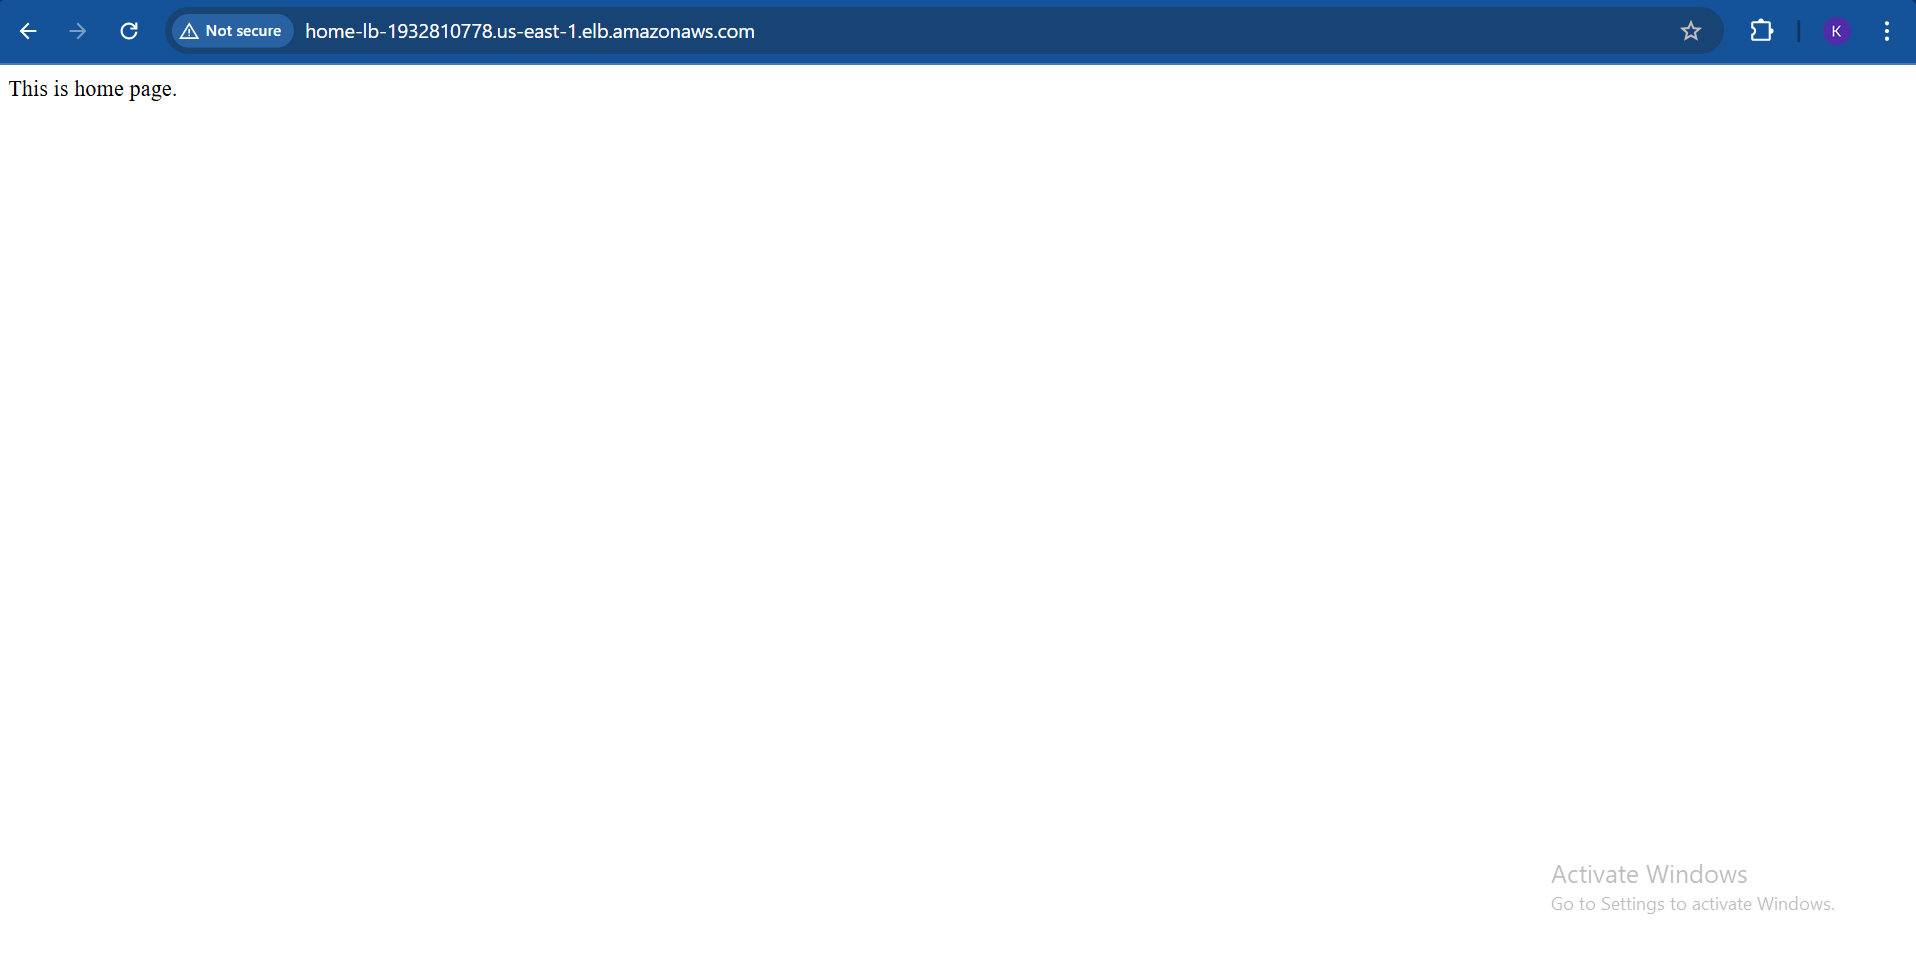 Not secure home-lb-1932810778.us-east-1.elb.amazonaws.com K
This is home page.
Activate Windows
Go to Settings to activate Windows.